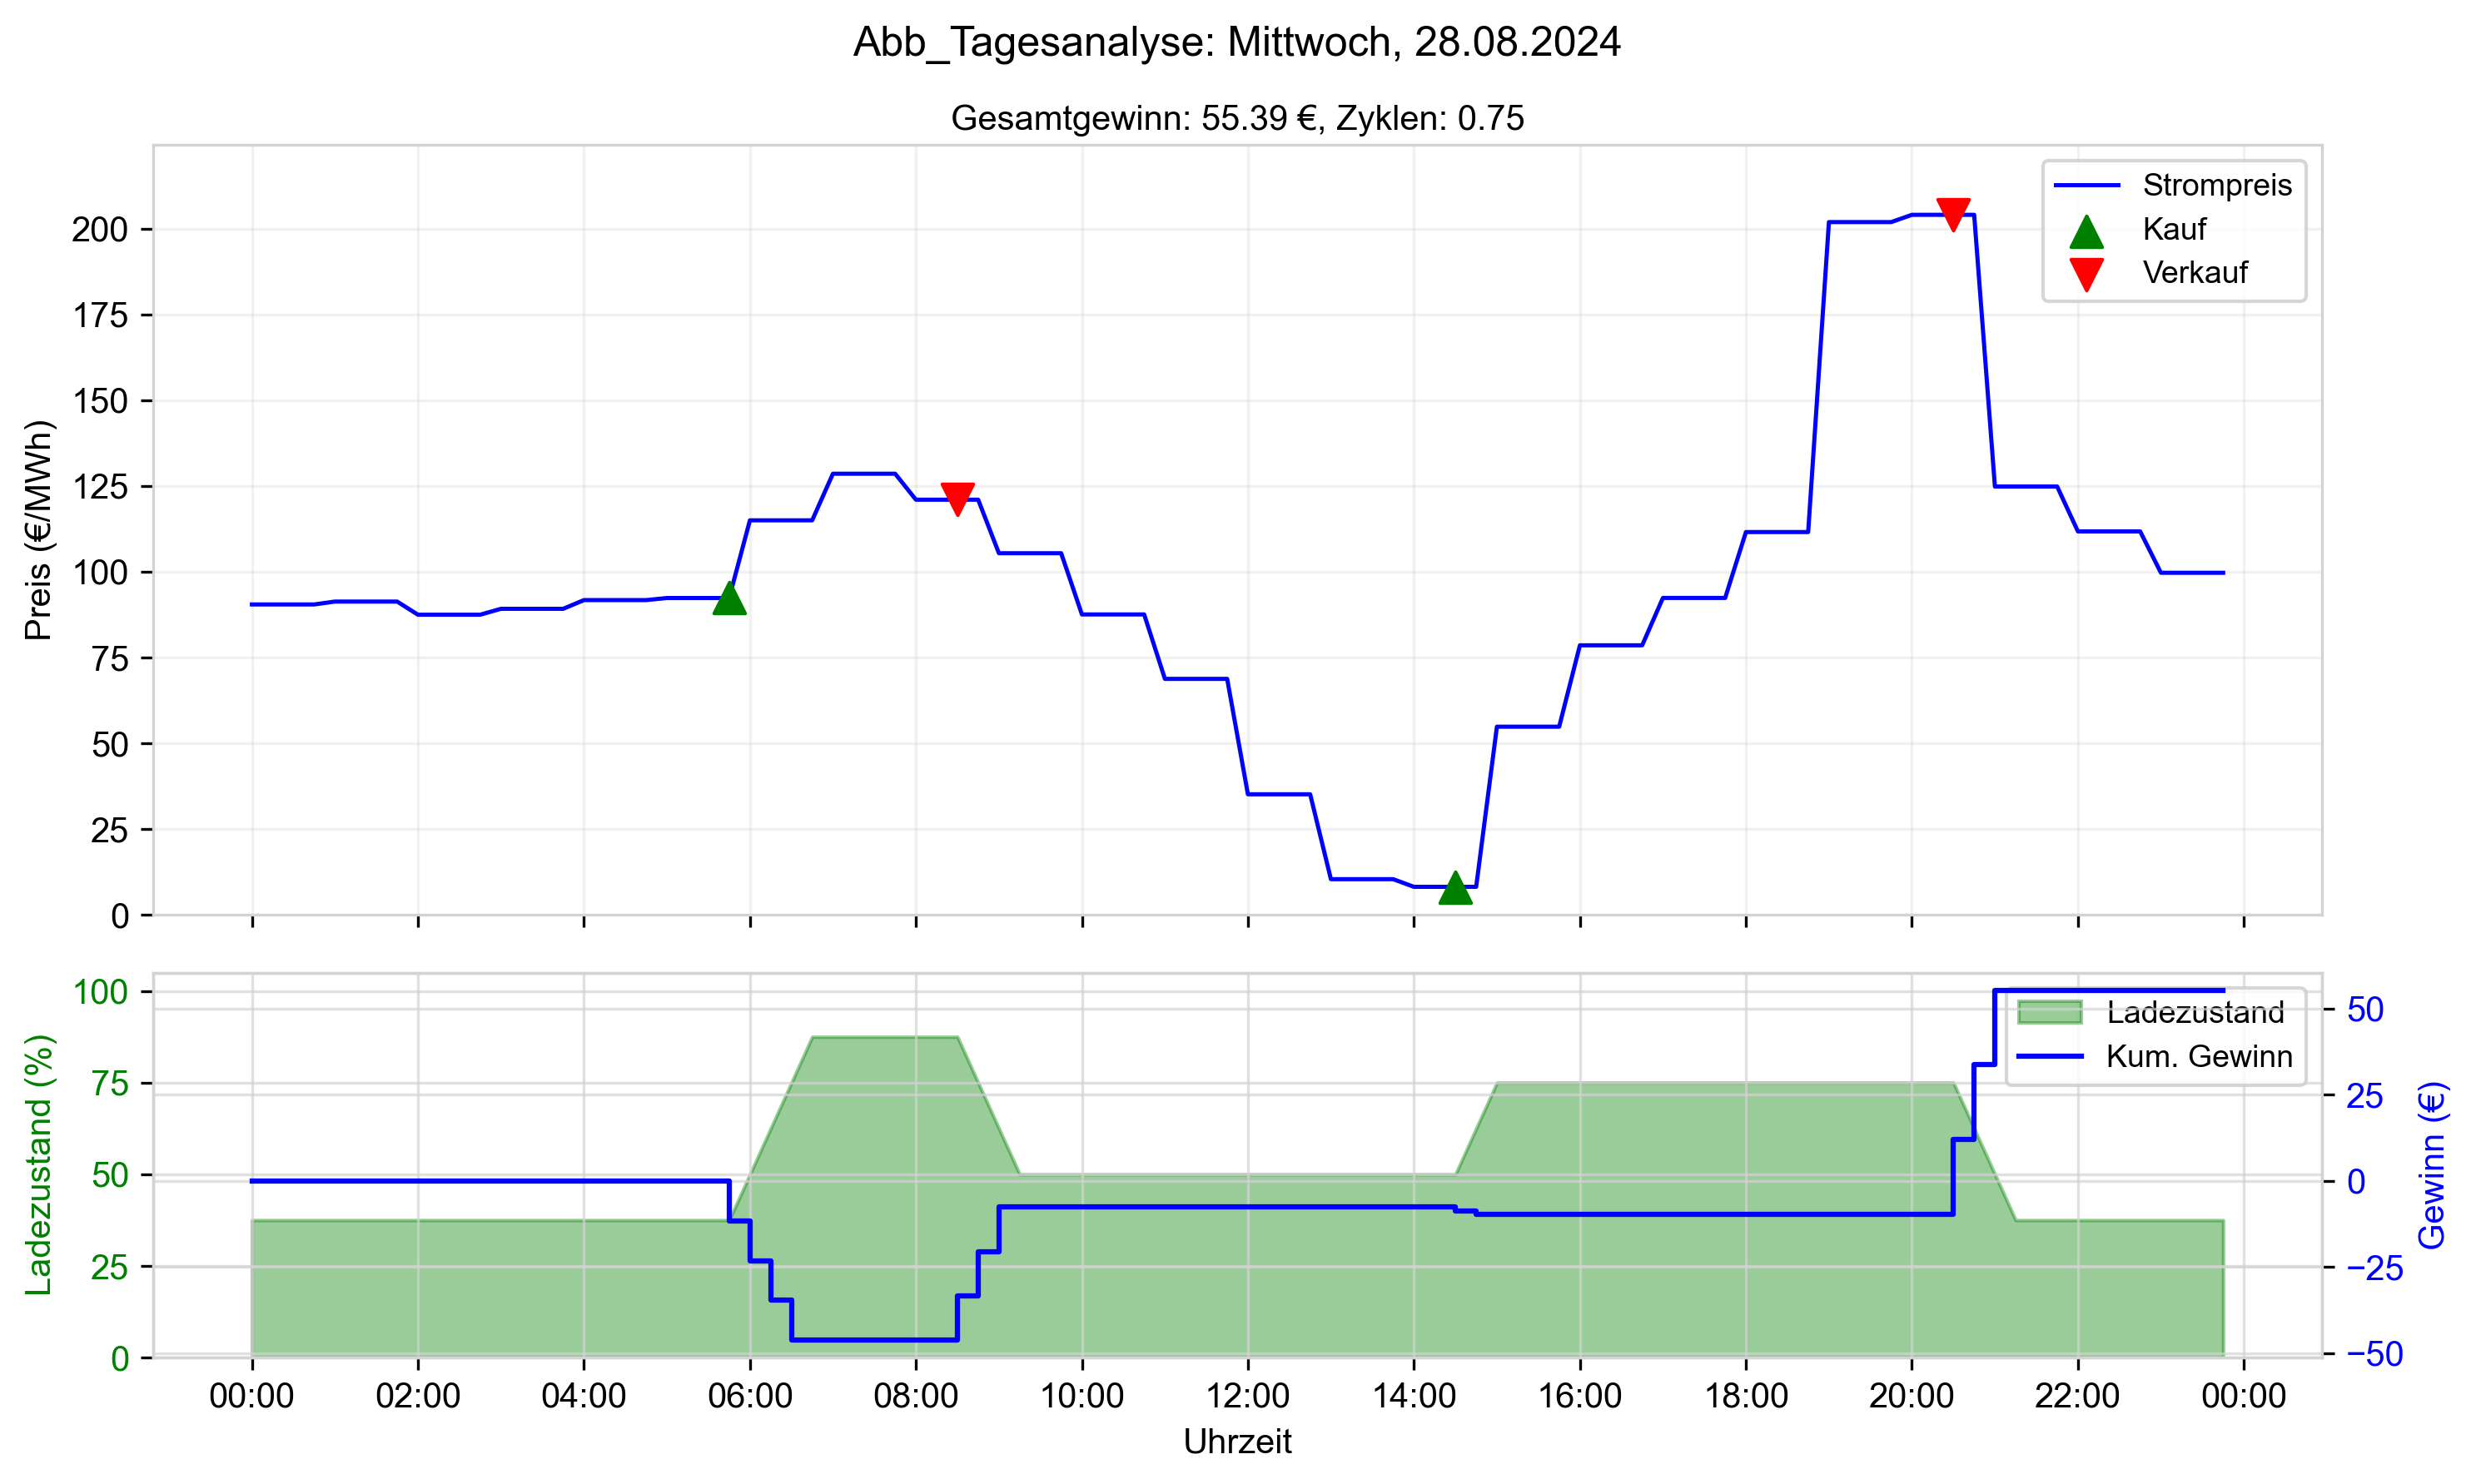 Abb_Tagesanalyse: Mittwoch, 28.08.2024
Gesamtgewinn: 55.39 €, Zyklen: 0.75
Preis (€/MWh)
200
175
150
125
100
75
50
25
0
Strompreis
Kauf
Verkauf
Ladezustand (%)
100
75
50
25
0
Ladezustand
Kum. Gewinn
50
25
0
−25
−50
Gewinn (€)
00:00 02:00 04:00 06:00 08:00 10:00 12:00 14:00 16:00 18:00 20:00 22:00 00:00
Uhrzeit